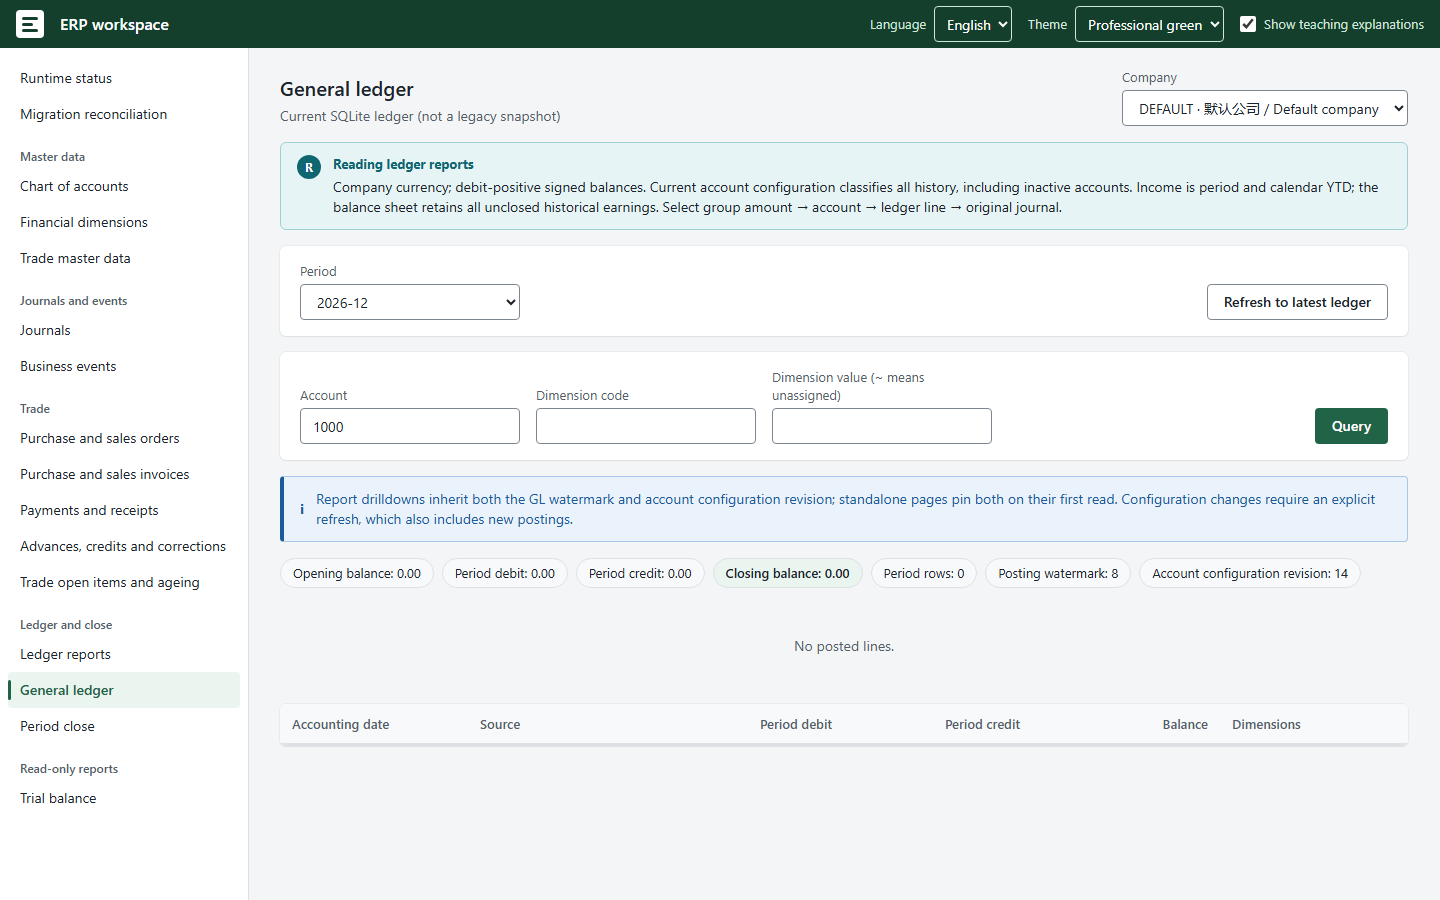 ERP workspace
Language
English
Theme
Professional green
Show teaching explanations
Runtime status
Migration reconciliation
Master data
Chart of accounts
Financial dimensions
Trade master data
Journals and events
Journals
Business events
Trade
Purchase and sales orders
Purchase and sales invoices
Payments and receipts
Advances, credits and corrections
Trade open items and ageing
Ledger and close
Ledger reports
General ledger
Period close
Read-only reports
Trial balance
General ledger
Current SQLite ledger (not a legacy snapshot)
Company
DEFAULT · 默认公司 / Default company
R
Reading ledger reports
Company currency; debit-positive signed balances. Current account configuration classifies all history, including inactive accounts. Income is period and calendar YTD; the
balance sheet retains all unclosed historical earnings. Select group amount → account → ledger line → original journal.
Period
2026-12
Refresh to latest ledger
Account
1000
Dimension code
Dimension value (~ means
unassigned)
Query
i
Report drilldowns inherit both the GL watermark and account configuration revision; standalone pages pin both on their first read. Configuration changes require an explicit
refresh, which also includes new postings.
Opening balance: 0.00
Period debit: 0.00
Period credit: 0.00
Closing balance: 0.00
Period rows: 0
Posting watermark: 8
Account configuration revision: 14
No posted lines.
Accounting date
Source
Period debit
Period credit
Balance
Dimensions